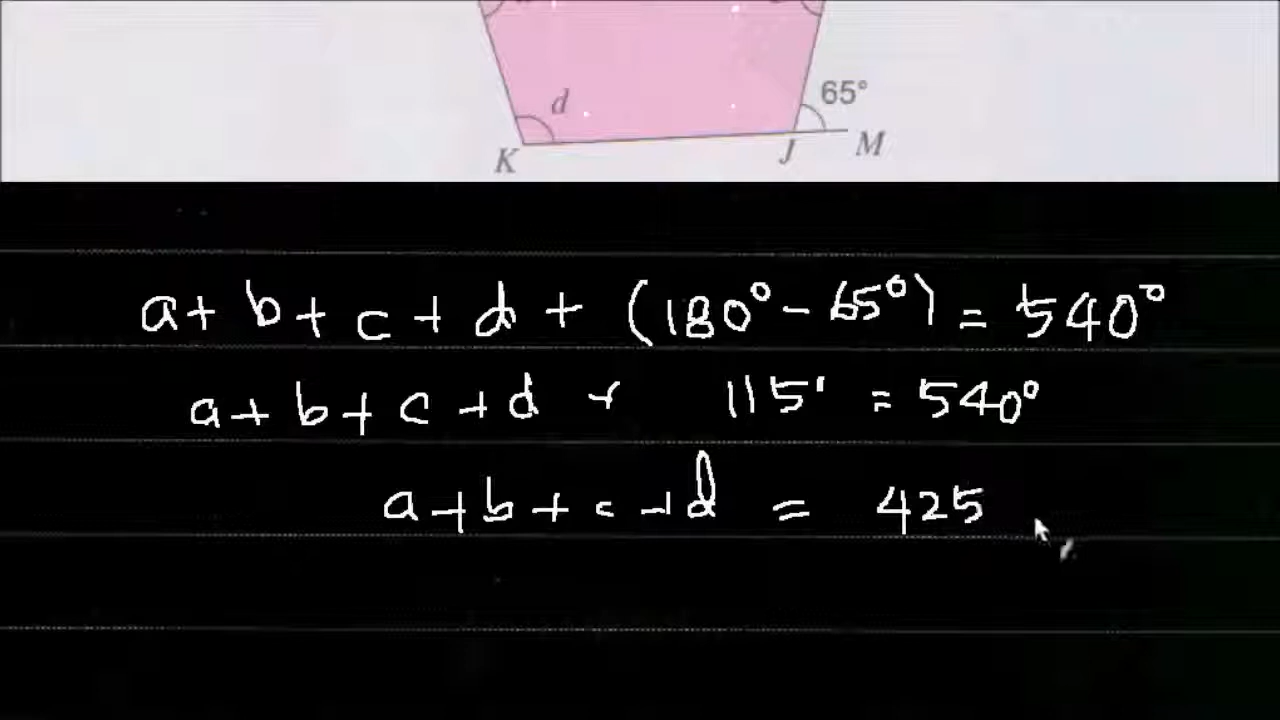 65°
d
K
J
M
a + b + c + d + (180° - 65°) = 540°
a + b + c + d + 115° = 540°
a + b + c + d = 425